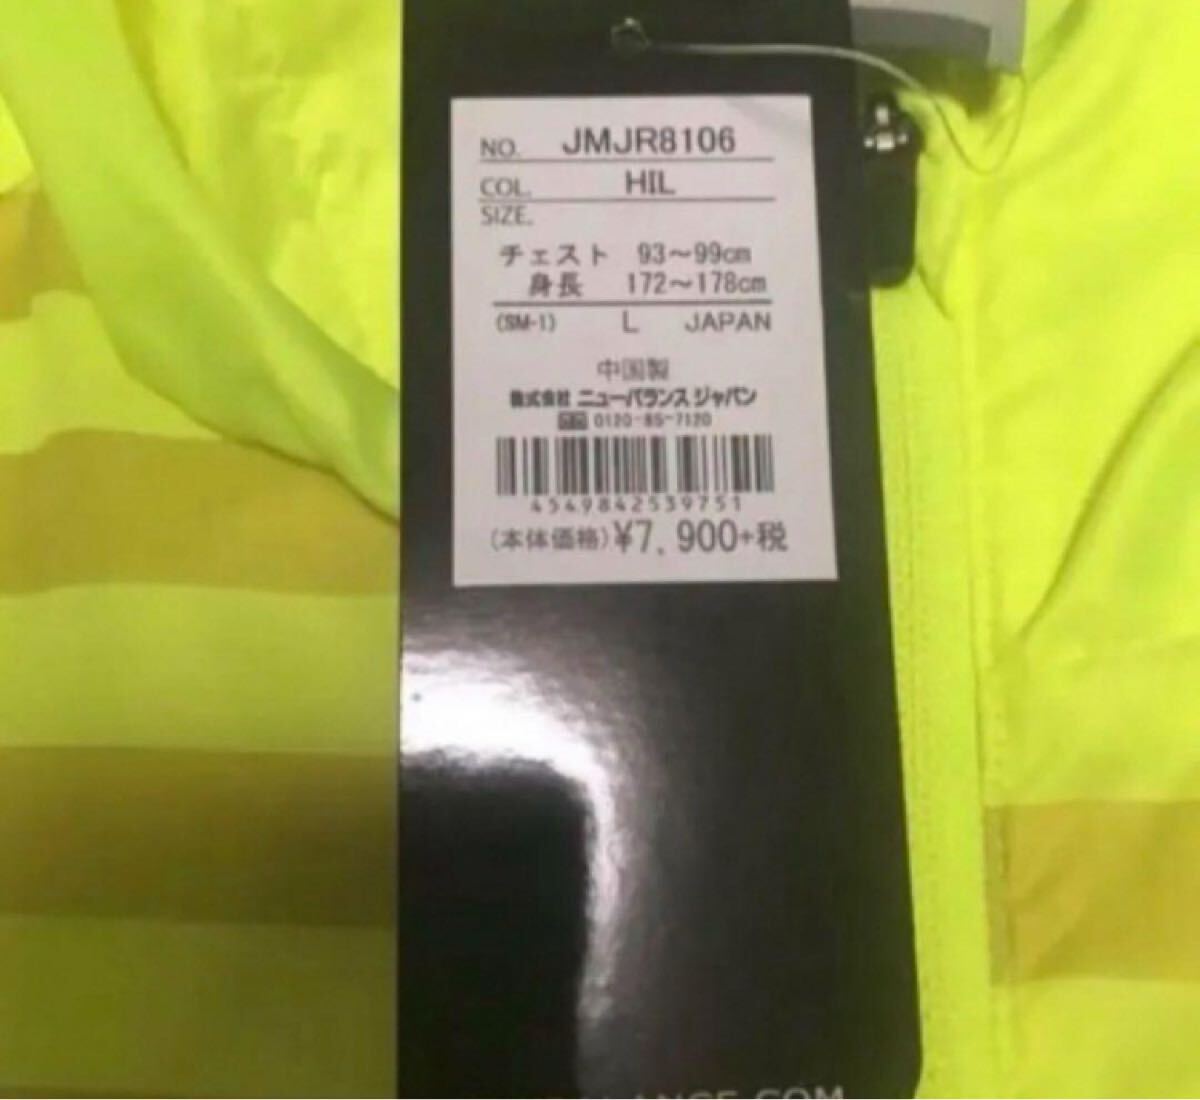 NO. JMJR8106
COL. HIL
SIZE.
チェスト 93～99cm
身長 172～178cm
(SM-1) L JAPAN
中国製
株式会社 ニューバランス ジャパン
0120-85-7120
4549842539751
(本体価格)¥7,900+税
ANCE.COM